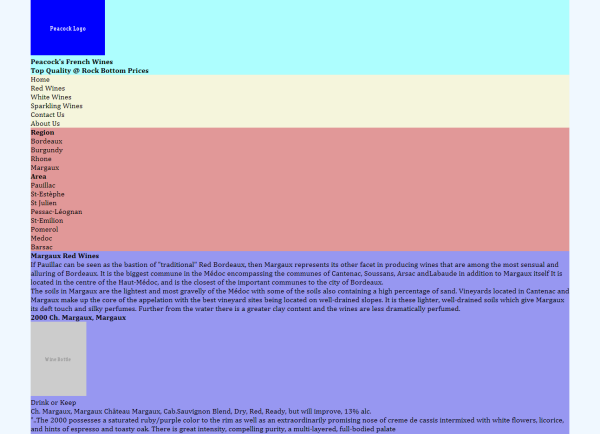 Peacock Logo
Peacock's French Wines
Top Quality @ Rock Bottom Prices
Home
Red Wines
White Wines
Sparkling Wines
Contact Us
About Us
Region
Bordeaux
Burgundy
Rhone
Margaux
Area
Pauillac
St-Estèphe
St Julien
Pessac-Léognan
St-Emilion
Pomerol
Medoc
Barsac
Margaux Red Wines
If Pauillac can be seen as the bastion of "traditional" Red Bordeaux, then Margaux represents its other facet in producing wines that are among the most sensual and
alluring of Bordeaux. It is the biggest commune in the Médoc encompassing the communes of Cantenac, Soussans, Arsac andLabaude in addition to Margaux itself It is
located in the centre of the Haut-Médoc, and is the closest of the important communes to the city of Bordeaux.
The soils in Margaux are the lightest and most gravelly of the Médoc with some of the soils also containing a high percentage of sand. Vineyards located in Cantenac and
Margaux make up the core of the appelation with the best vineyard sites being located on well-drained slopes. It is these lighter, well-drained soils which give Margaux
its deft touch and silky perfumes. Further from the water there is a greater clay content and the wines are less dramatically perfumed.
2000 Ch. Margaux, Margaux
Wine Bottle
Drink or Keep
Ch. Margaux, Margaux Château Margaux, Cab.Sauvignon Blend, Dry, Red, Ready, but will improve, 13% alc.
".The 2000 possesses a saturated ruby/purple color to the rim as well as an extraordinarily promising nose of creme de cassis intermixed with white flowers, licorice,
and hints of espresso and toasty oak. There is great intensity, compelling purity, a multi-layered, full-bodied palate